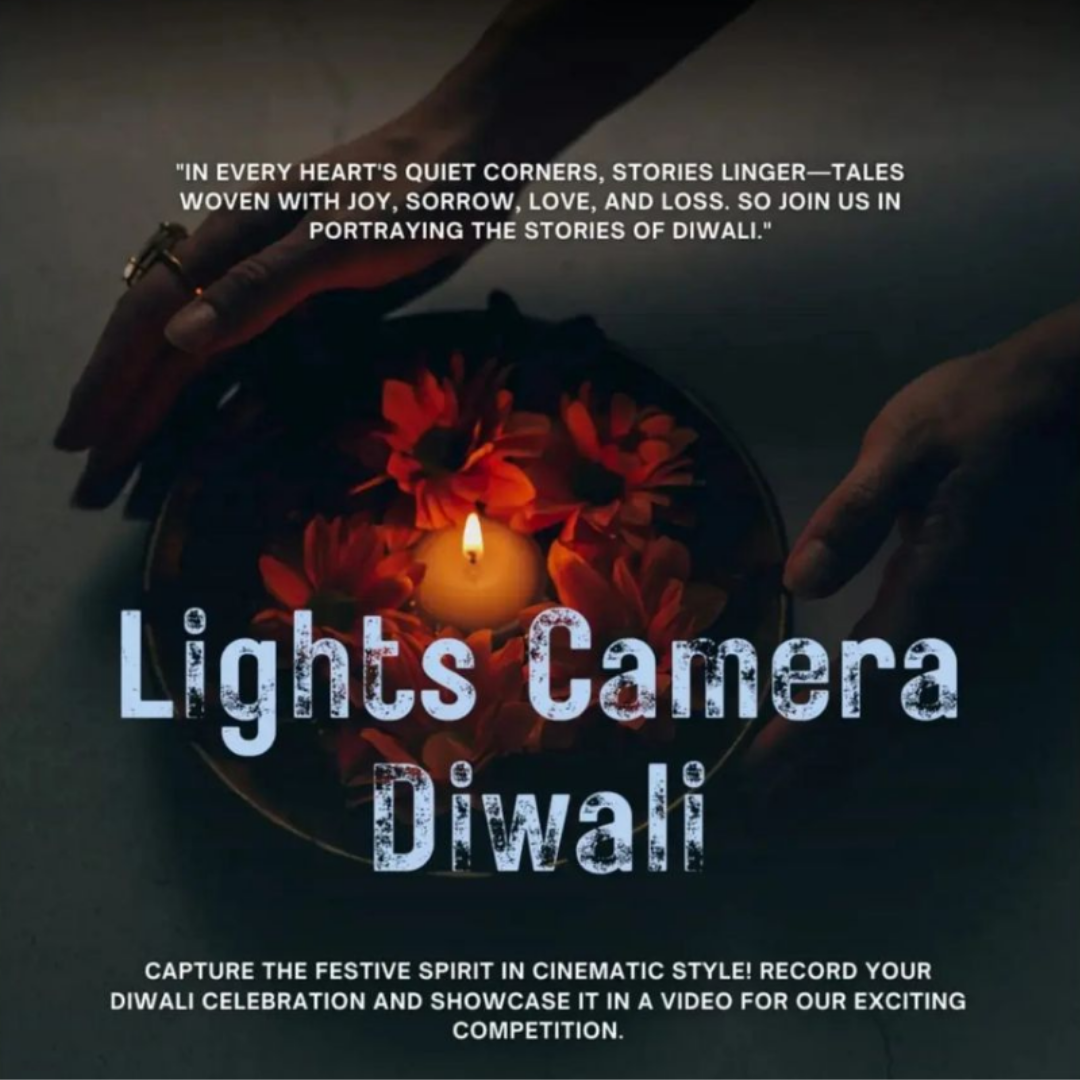 "IN EVERY HEART'S QUIET CORNERS, STORIES LINGER—TALES
WOVEN WITH JOY, SORROW, LOVE, AND LOSS. SO JOIN US IN
PORTRAYING THE STORIES OF DIWALI."
Lights Camera
Diwali
CAPTURE THE FESTIVE SPIRIT IN CINEMATIC STYLE! RECORD YOUR
DIWALI CELEBRATION AND SHOWCASE IT IN A VIDEO FOR OUR EXCITING
COMPETITION.